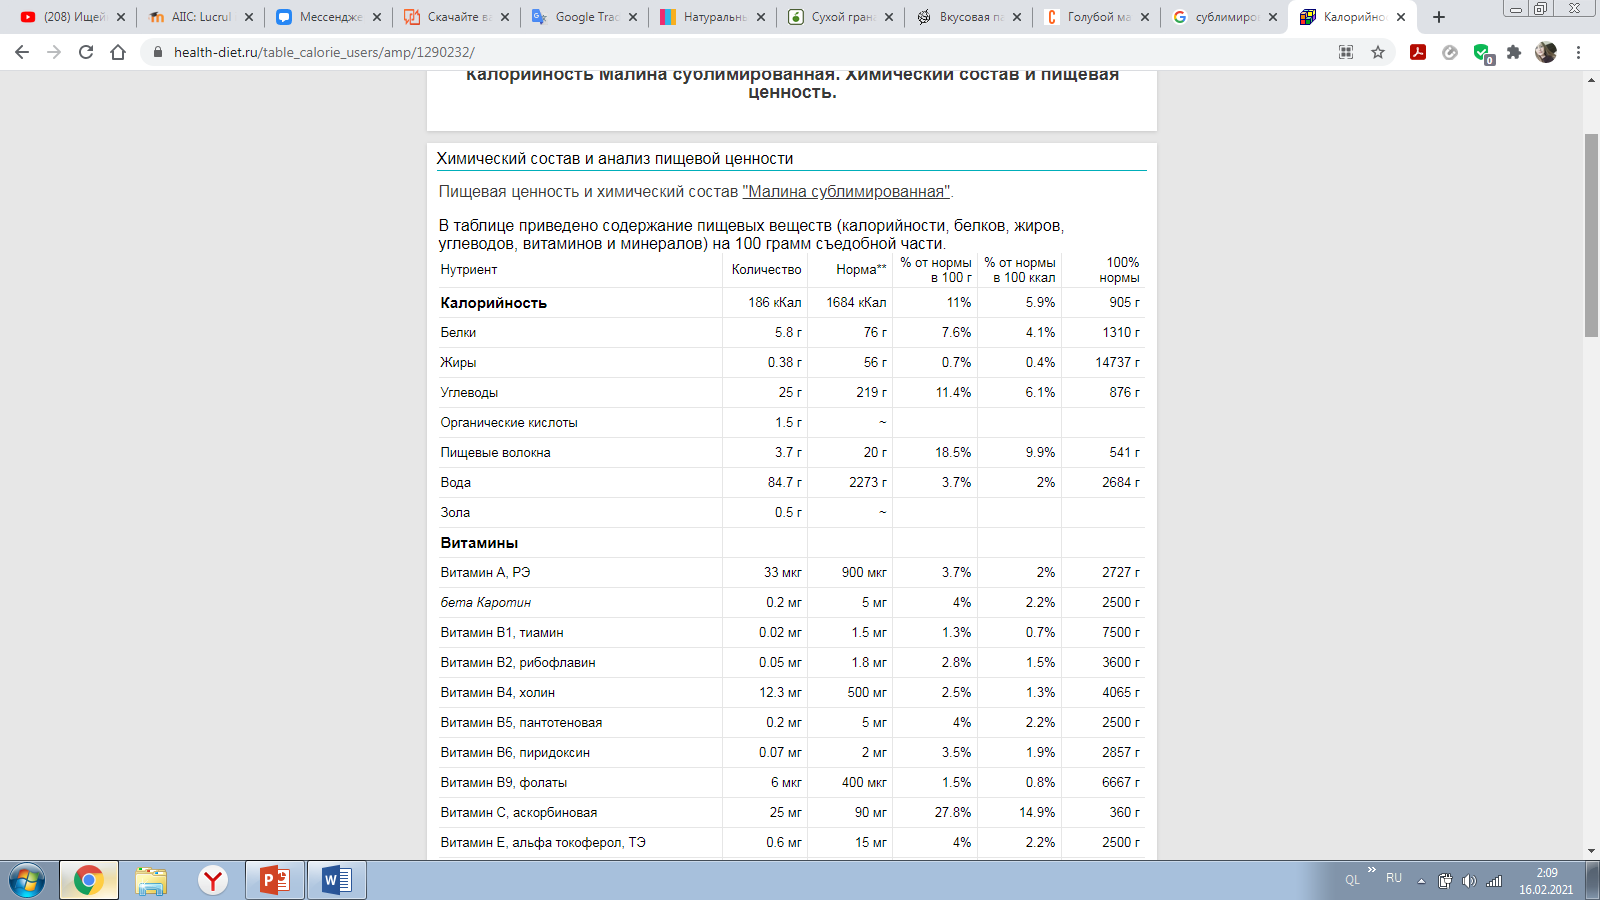 (208) Ищей
AIIC: Lucrul
Мессендже
Скачайте ва
Google Trad
Натуральны
Сухой гран
Вкусовая па
Голубой ма
сублимиров
Калорийнос
health-diet.ru/table_calorie_users/amp/1290232/
0
Калорийность Малина сублимированная. Химический состав и пищевая
ценность.
Химический состав и анализ пищевой ценности
Пищевая ценность и химический состав "Малина сублимированная".
В таблице приведено содержание пищевых веществ (калорийности, белков, жиров,
углеводов, витаминов и минералов) на 100 грамм съедобной части.
Нутриент Количество Норма** % от нормы в 100 г % от нормы в 100 ккал 100% нормы
Калорийность 186 кКал 1684 кКал 11% 5.9% 905 г
Белки 5.8 г 76 г 7.6% 4.1% 1310 г
Жиры 0.38 г 56 г 0.7% 0.4% 14737 г
Углеводы 25 г 219 г 11.4% 6.1% 876 г
Органические кислоты 1.5 г ~
Пищевые волокна 3.7 г 20 г 18.5% 9.9% 541 г
Вода 84.7 г 2273 г 3.7% 2% 2684 г
Зола 0.5 г ~
Витамины
Витамин А, РЭ 33 мкг 900 мкг 3.7% 2% 2727 г
бета Каротин 0.2 мг 5 мг 4% 2.2% 2500 г
Витамин В1, тиамин 0.02 мг 1.5 мг 1.3% 0.7% 7500 г
Витамин В2, рибофлавин 0.05 мг 1.8 мг 2.8% 1.5% 3600 г
Витамин В4, холин 12.3 мг 500 мг 2.5% 1.3% 4065 г
Витамин В5, пантотеновая 0.2 мг 5 мг 4% 2.2% 2500 г
Витамин В6, пиридоксин 0.07 мг 2 мг 3.5% 1.9% 2857 г
Витамин В9, фолаты 6 мкг 400 мкг 1.5% 0.8% 6667 г
Витамин C, аскорбиновая 25 мг 90 мг 27.8% 14.9% 360 г
Витамин Е, альфа токоферол, ТЭ 0.6 мг 15 мг 4% 2.2% 2500 г
QL
RU
2:09
16.02.2021